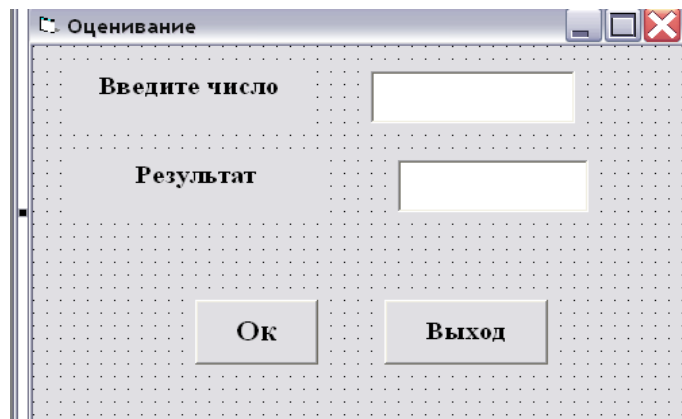 Оценивание
Введите число
Результат
Ок
Выход